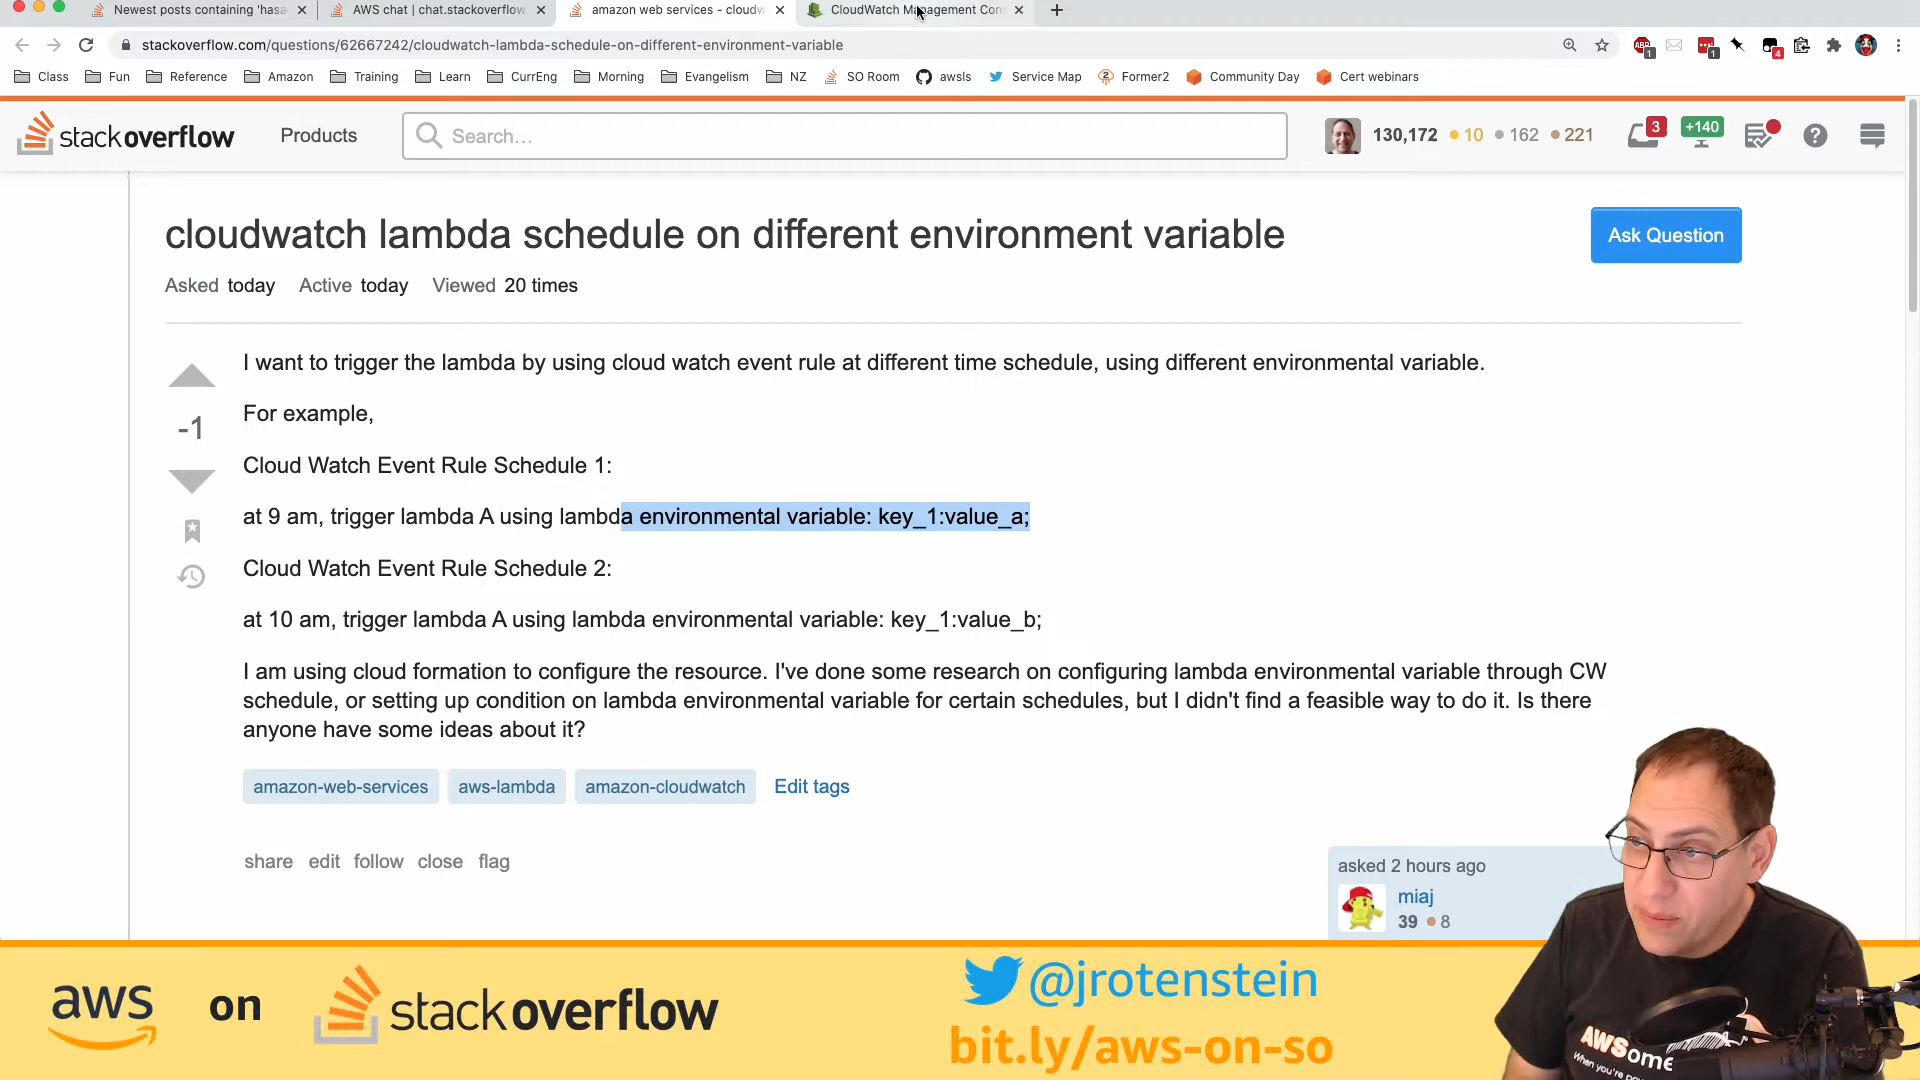 Newest posts containing 'hasa
AWS chat | chat.stackoverflow
amazon web services - cloudw
CloudWatch Management Con
stackoverflow.com/questions/62667242/cloudwatch-lambda-schedule-on-different-environment-variable
1
1
4
Class
Fun
Reference
Amazon
Training
Learn
CurrEng
Morning
Evangelism
NZ
SO Room
awsls
Service Map
Former2
Community Day
Cert webinars
stackoverflow
Products
Search...
130,172
10
162
221
3
+140
cloudwatch lambda schedule on different environment variable
Ask Question
Asked today Active today Viewed 20 times
I want to trigger the lambda by using cloud watch event rule at different time schedule, using different environmental variable.
-1
For example,
Cloud Watch Event Rule Schedule 1:
at 9 am, trigger lambda A using lambda environmental variable: key_1:value_a;
Cloud Watch Event Rule Schedule 2:
at 10 am, trigger lambda A using lambda environmental variable: key_1:value_b;
I am using cloud formation to configure the resource. I've done some research on configuring lambda environmental variable through CW
schedule, or setting up condition on lambda environmental variable for certain schedules, but I didn't find a feasible way to do it. Is there
anyone have some ideas about it?
amazon-web-services
aws-lambda
amazon-cloudwatch
Edit tags
share edit follow close flag
asked 2 hours ago
miaj
39
8
aws on stackoverflow
@jrotenstein
bit.ly/aws-on-so
AWSome
When you're